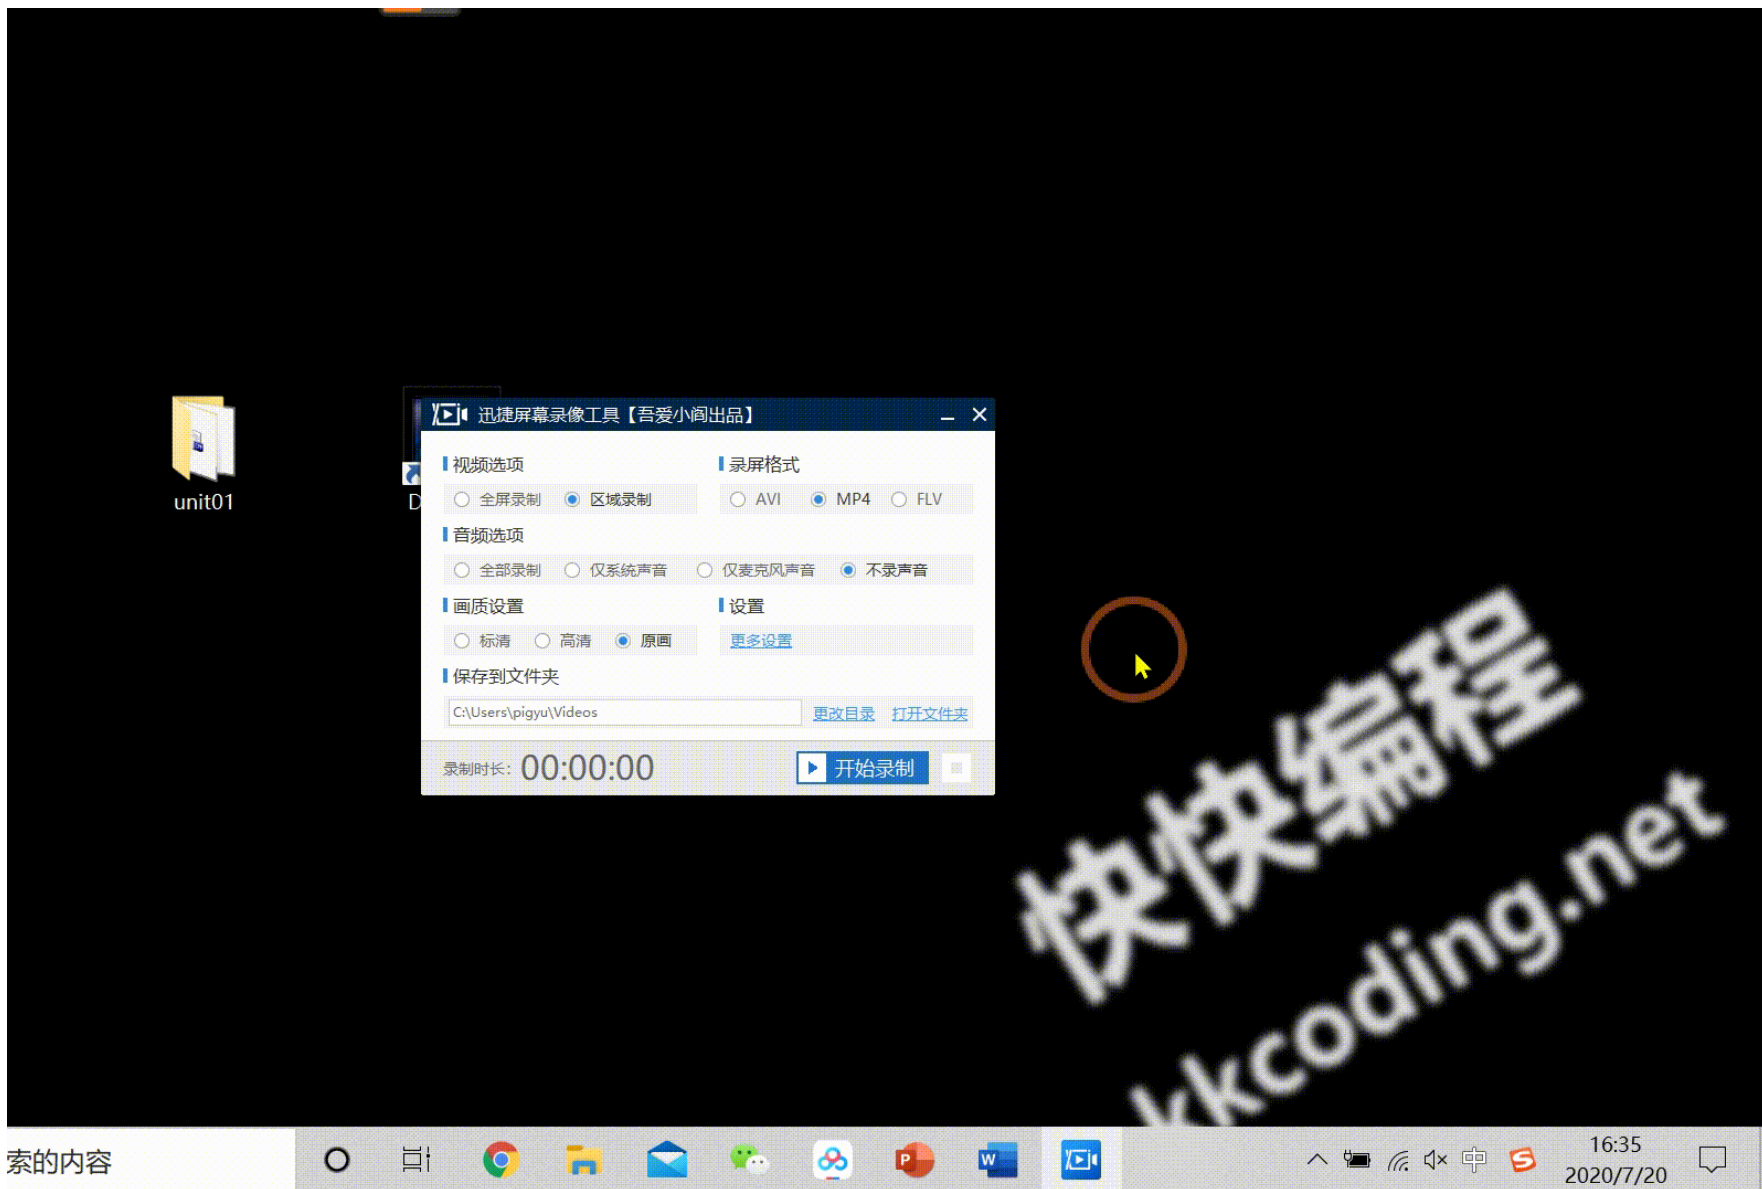 unit01
D
迅捷屏幕录像工具【吾爱小阎出品】
视频选项
录屏格式
全屏录制 区域录制
AVI MP4 FLV
音频选项
全部录制 仅系统声音 仅麦克风声音 不录声音
画质设置
设置
标清 高清 原画
更多设置
保存到文件夹
C:\Users\pigyu\Videos
更改目录 打开文件夹
录制时长: 00:00:00
开始录制
快快编程
kkcoding.net
索的内容
中
16:35
2020/7/20